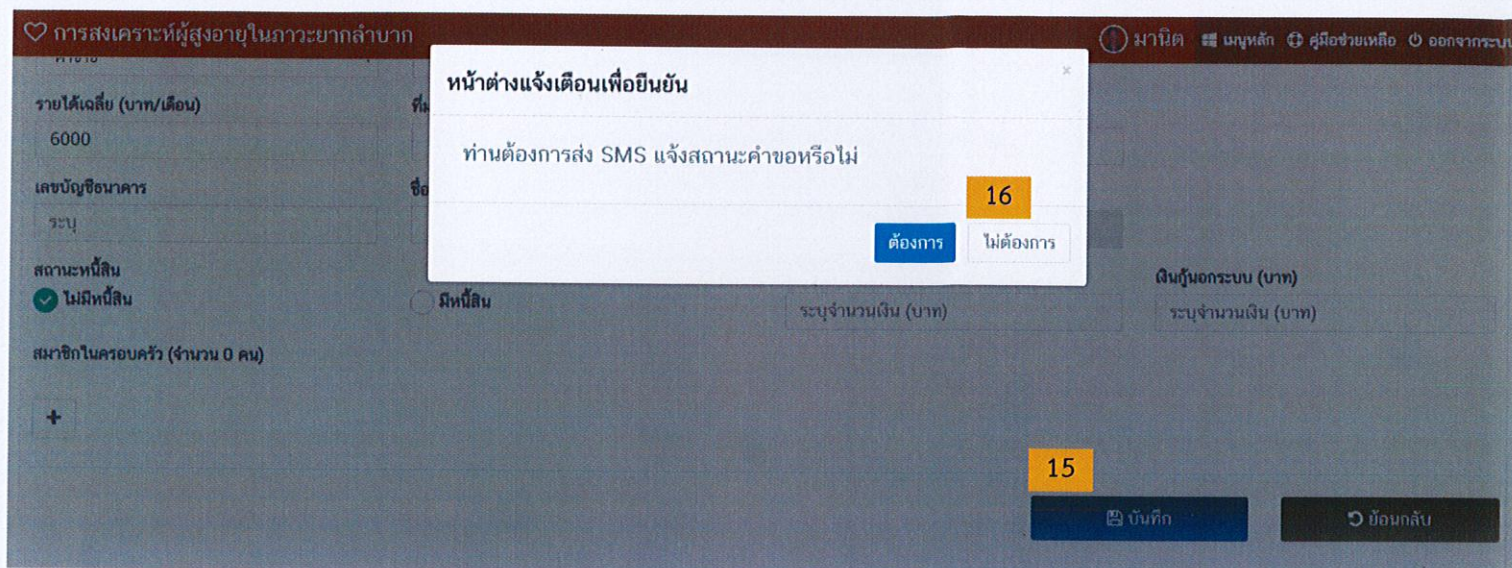 การสงเคราะห์ผู้สูงอายุในภาวะยากลำบาก
มานิต เมนูหลัก คู่มือช่วยเหลือ ออกจากระบบ
หน้าต่างแจ้งเตือนเพื่อยืนยัน
×
รายได้เฉลี่ย (บาท/เดือน)
6000
ท่านต้องการส่ง SMS แจ้งสถานะคำขอหรือไม่
เลขบัญชีธนาคาร
ระบุ
16
ต้องการ ไม่ต้องการ
สถานะหนี้สิน
เงินกู้นอกระบบ (บาท)
ไม่มีหนี้สิน มีหนี้สิน ระบุจำนวนเงิน (บาท) ระบุจำนวนเงิน (บาท)
สมาชิกในครอบครัว (จำนวน 0 คน)
+
15
บันทึก ย้อนกลับ